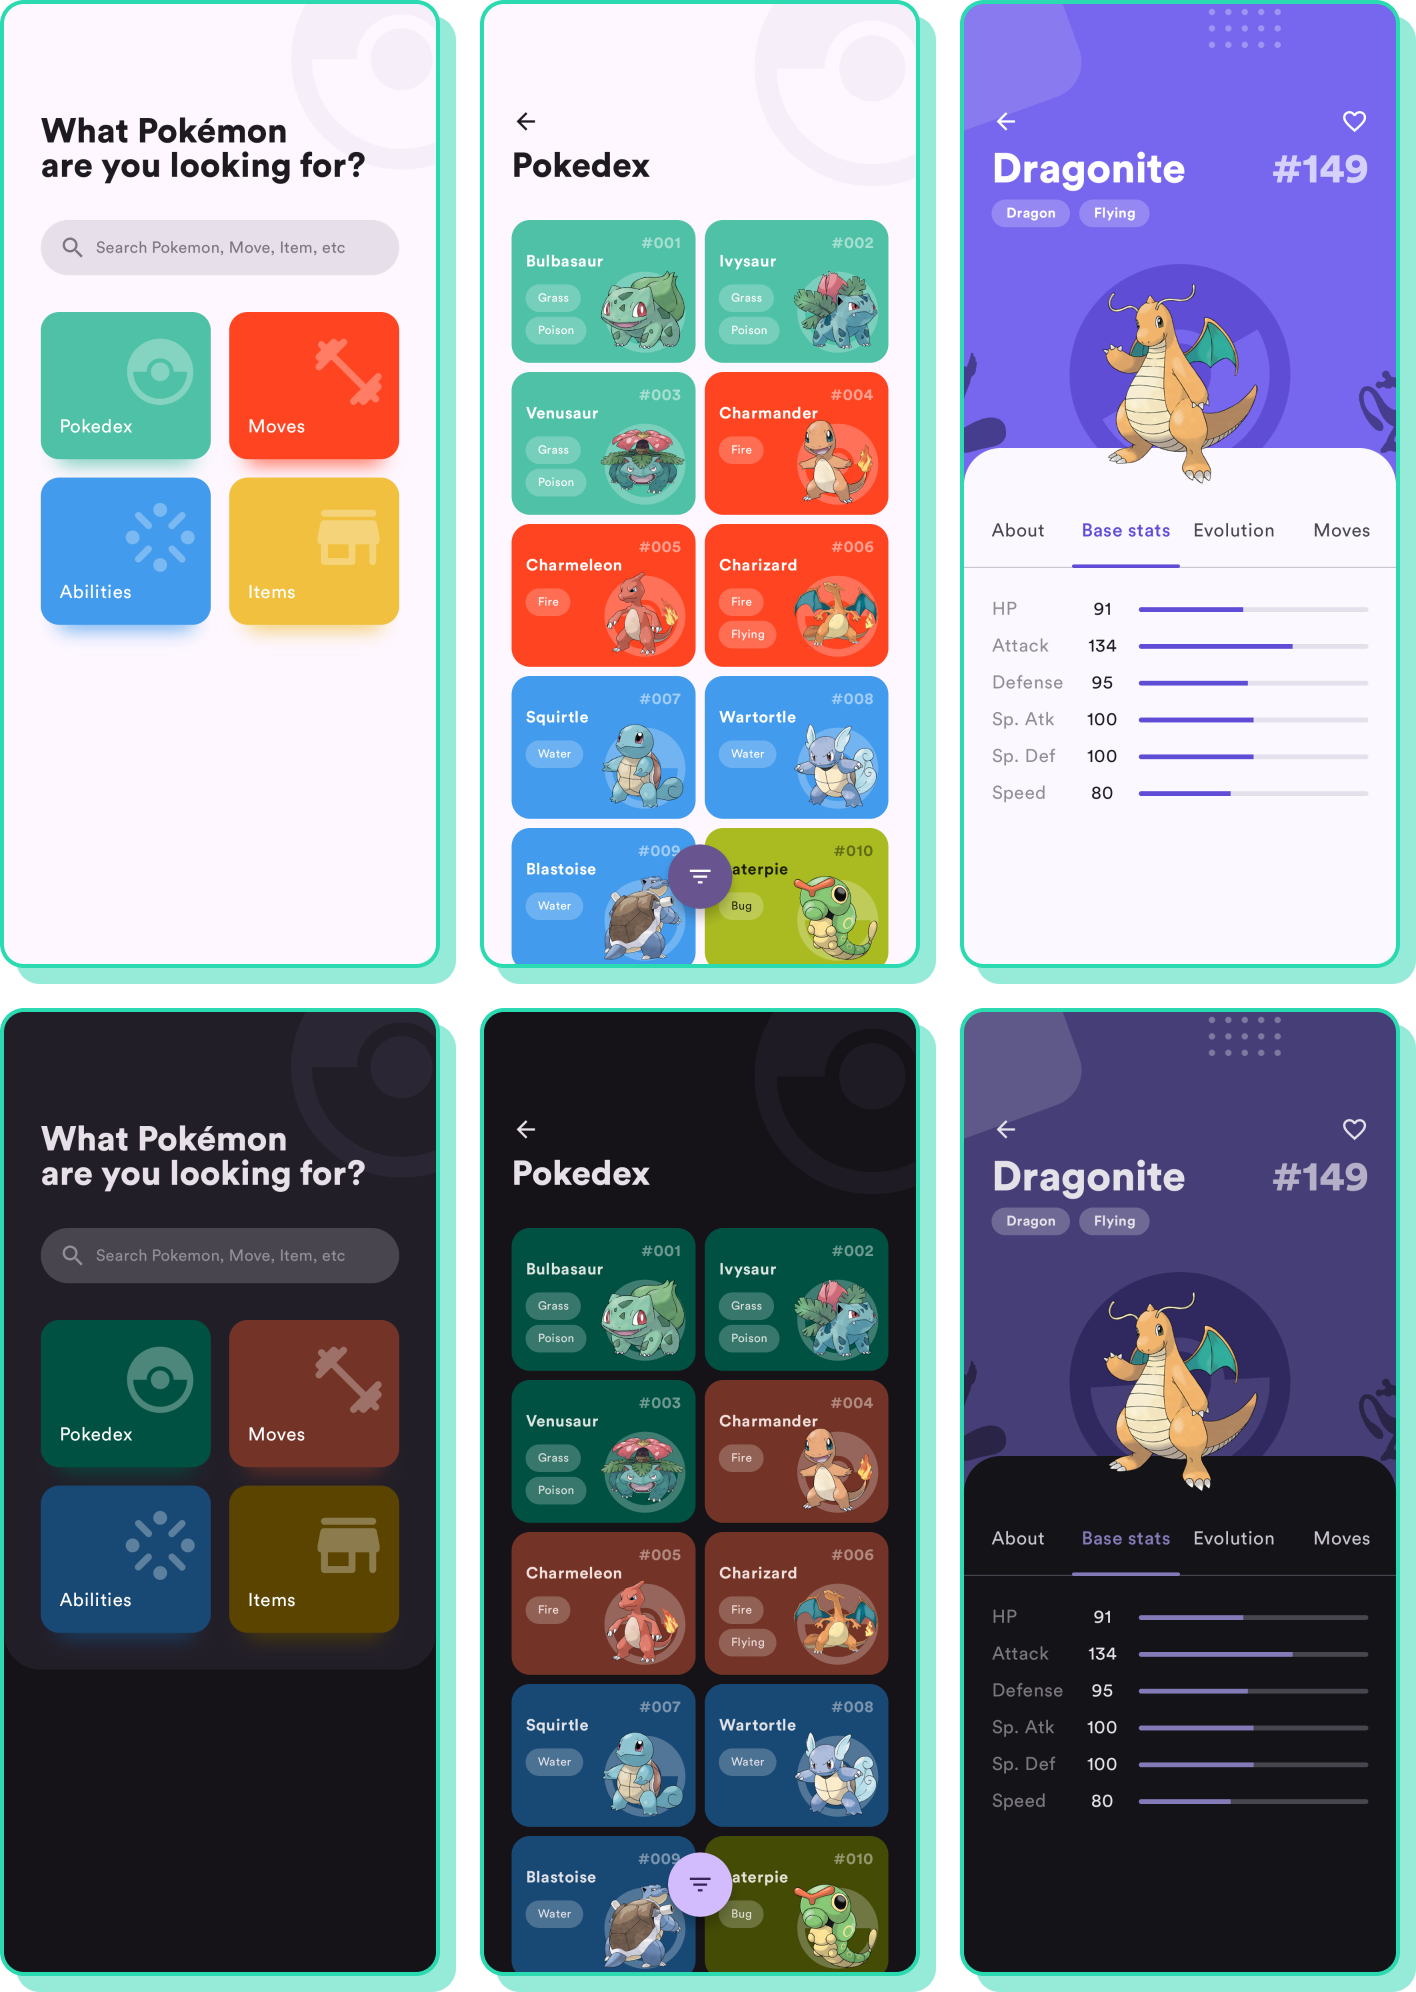 What Pokémon
are you looking for?
Search Pokemon, Move, Item, etc
Pokedex
Moves
Abilities
Items
Pokedex
#001
Bulbasaur
Grass
Poison
#002
Ivysaur
Grass
Poison
#003
Venusaur
Grass
Poison
#004
Charmander
Fire
#005
Charmeleon
Fire
#006
Charizard
Fire
Flying
#007
Squirtle
Water
#008
Wartortle
Water
#009
Blastoise
Water
#010
aterpie
Bug
Dragonite #149
Dragon Flying
About Base stats Evolution Moves
HP 91
Attack 134
Defense 95
Sp. Atk 100
Sp. Def 100
Speed 80
What Pokémon
are you looking for?
Search Pokemon, Move, Item, etc
Pokedex
Moves
Abilities
Items
Pokedex
#001
Bulbasaur
Grass
Poison
#002
Ivysaur
Grass
Poison
#003
Venusaur
Grass
Poison
#004
Charmander
Fire
#005
Charmeleon
Fire
#006
Charizard
Fire
Flying
#007
Squirtle
Water
#008
Wartortle
Water
#009
Blastoise
Water
#010
aterpie
Bug
Dragonite #149
Dragon Flying
About Base stats Evolution Moves
HP 91
Attack 134
Defense 95
Sp. Atk 100
Sp. Def 100
Speed 80